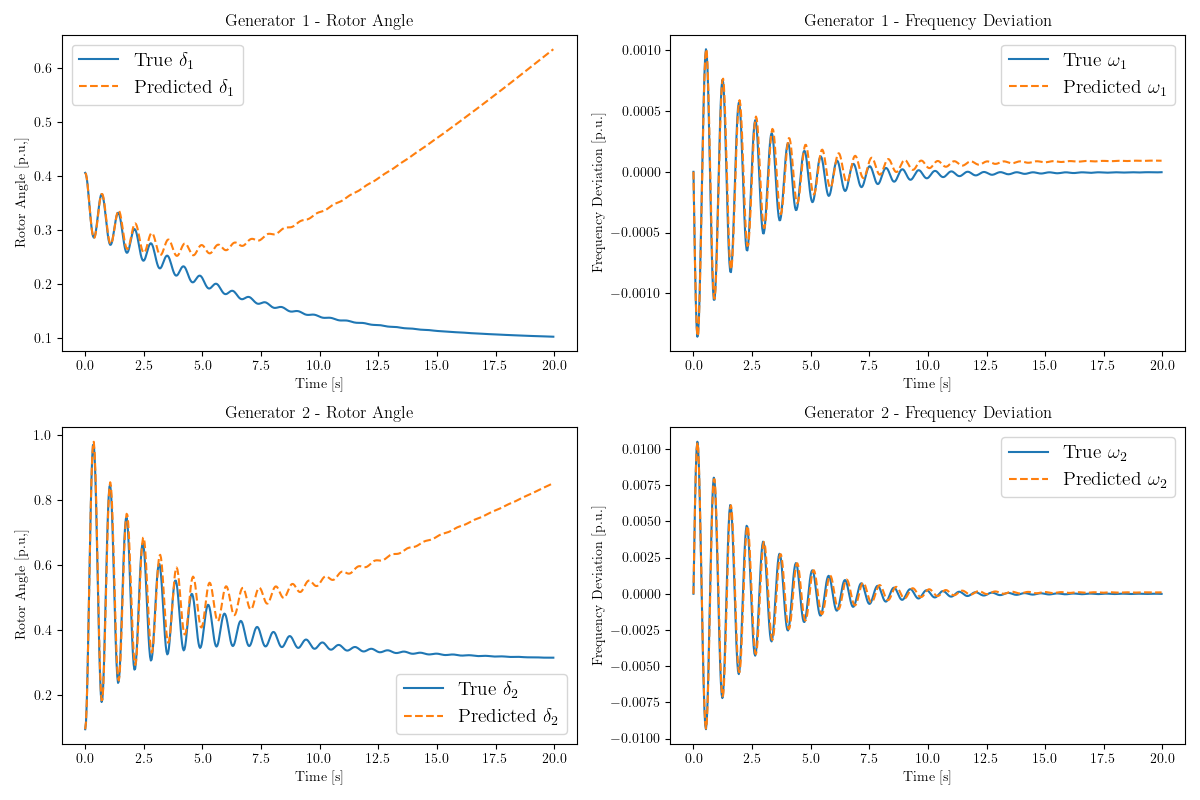 Generator 1 - Rotor Angle
True δ1
Predicted δ1
Rotor Angle [p.u.]
0.6
0.5
0.4
0.3
0.2
0.1
0.0 2.5 5.0 7.5 10.0 12.5 15.0 17.5 20.0
Time [s]
Generator 1 - Frequency Deviation
True ω1
Predicted ω1
Frequency Deviation [p.u.]
0.0010
0.0005
0.0000
−0.0005
−0.0010
0.0 2.5 5.0 7.5 10.0 12.5 15.0 17.5 20.0
Time [s]
Generator 2 - Rotor Angle
True δ2
Predicted δ2
Rotor Angle [p.u.]
1.0
0.8
0.6
0.4
0.2
0.0 2.5 5.0 7.5 10.0 12.5 15.0 17.5 20.0
Time [s]
Generator 2 - Frequency Deviation
True ω2
Predicted ω2
Frequency Deviation [p.u.]
0.0100
0.0075
0.0050
0.0025
0.0000
−0.0025
−0.0050
−0.0075
−0.0100
0.0 2.5 5.0 7.5 10.0 12.5 15.0 17.5 20.0
Time [s]